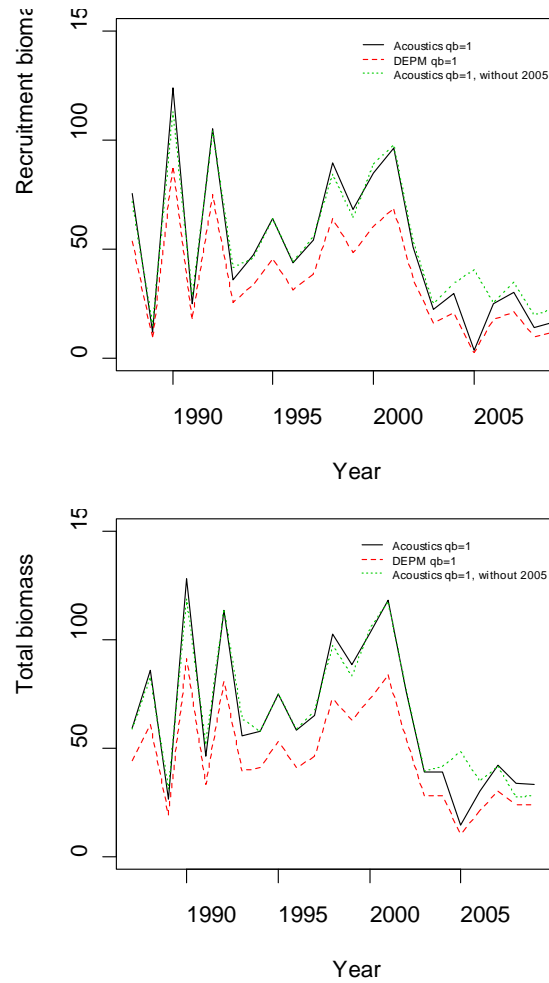 Recruitment bioma
15
100
50
0
Acoustics qb=1
DEPM qb=1
Acoustics qb=1, without 2005
1990
1995
2000
2005
Year
Total biomass
15
100
50
0
Acoustics qb=1
DEPM qb=1
Acoustics qb=1, without 2005
1990
1995
2000
2005
Year